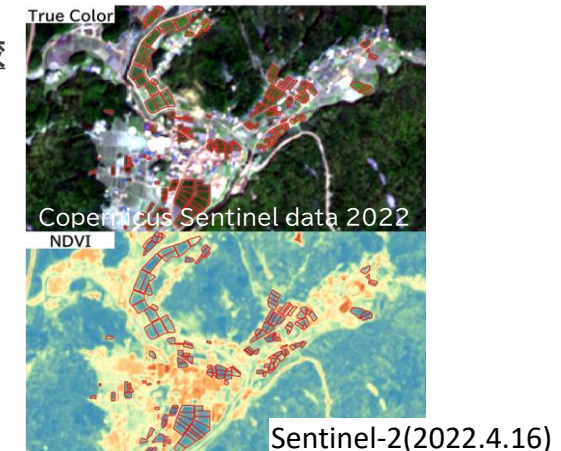 True Color
Copernicus Sentinel data 2022
NDVI
Sentinel-2(2022.4.16)